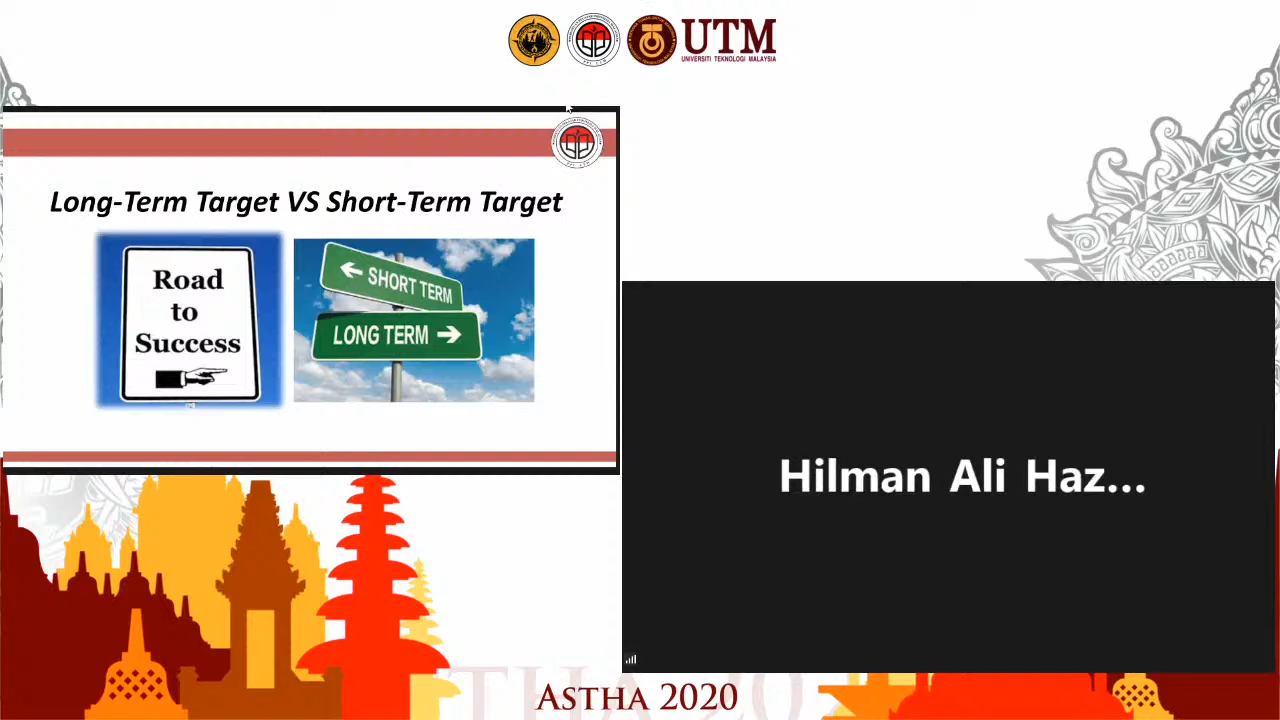 UTM
UNIVERSITI TEKNOLOGI MALAYSIA
Long-Term Target VS Short-Term Target
Road
to
Success
SHORT TERM
LONG TERM
Hilman Ali Haz...
ASTHA 2020